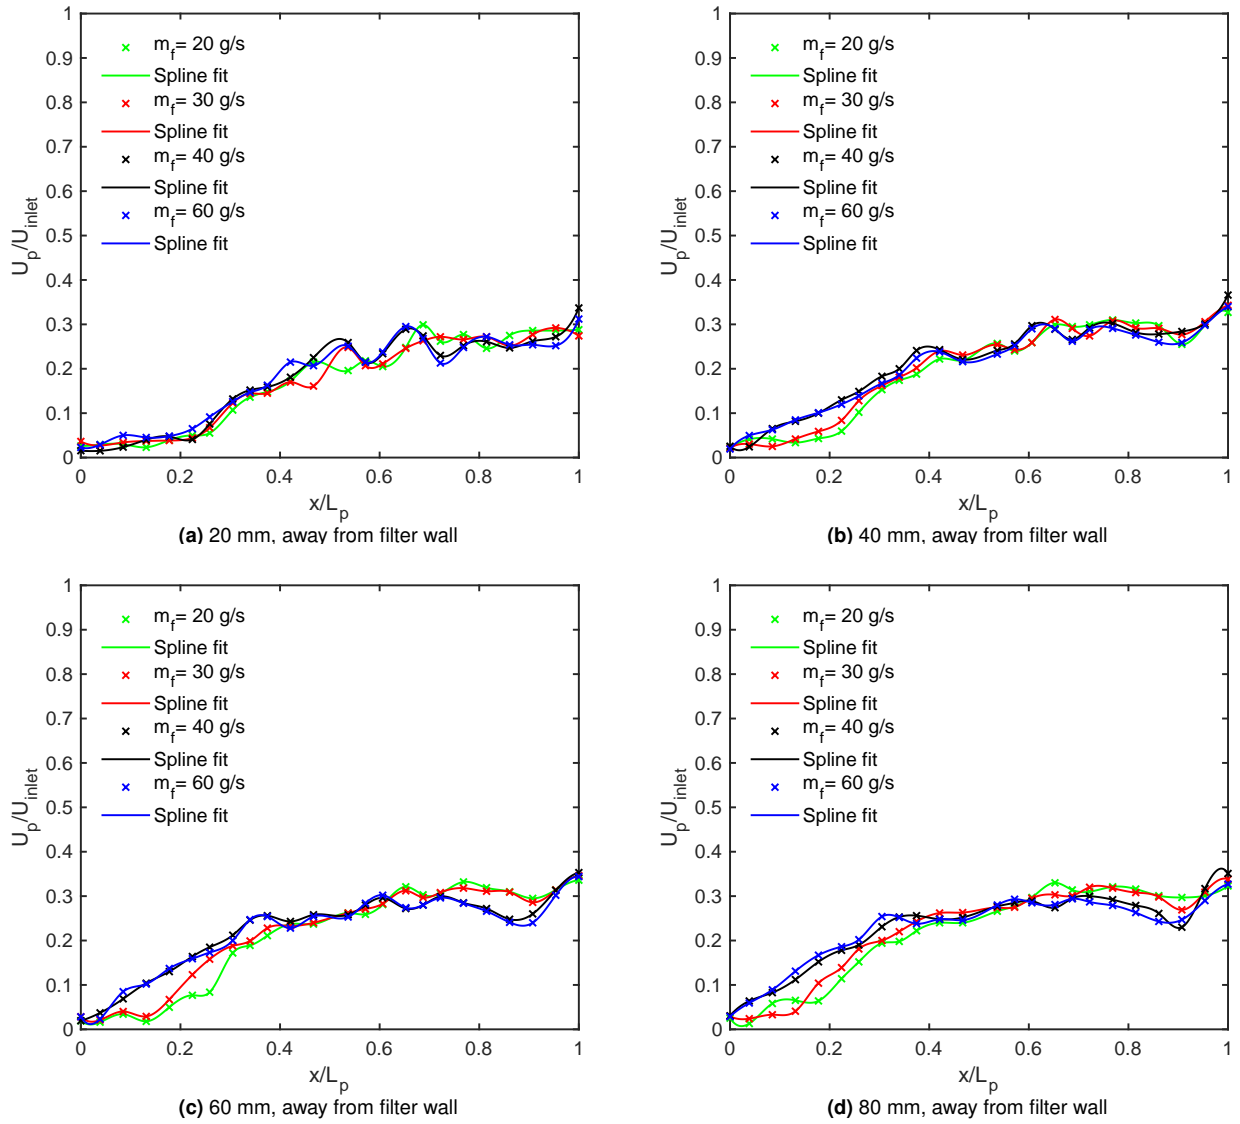 1
0.9
0.8
0.7
0.6
0.5
0.4
0.3
0.2
0.1
0
U_p/U_inlet
m_f= 20 g/s
Spline fit
m_f= 30 g/s
Spline fit
m_f= 40 g/s
Spline fit
m_f= 60 g/s
Spline fit
0 0.2 0.4 0.6 0.8 1
x/L_p
(a) 20 mm, away from filter wall
1
0.9
0.8
0.7
0.6
0.5
0.4
0.3
0.2
0.1
0
U_p/U_inlet
m_f= 20 g/s
Spline fit
m_f= 30 g/s
Spline fit
m_f= 40 g/s
Spline fit
m_f= 60 g/s
Spline fit
0 0.2 0.4 0.6 0.8 1
x/L_p
(b) 40 mm, away from filter wall
1
0.9
0.8
0.7
0.6
0.5
0.4
0.3
0.2
0.1
0
U_p/U_inlet
m_f= 20 g/s
Spline fit
m_f= 30 g/s
Spline fit
m_f= 40 g/s
Spline fit
m_f= 60 g/s
Spline fit
0 0.2 0.4 0.6 0.8 1
x/L_p
(c) 60 mm, away from filter wall
1
0.9
0.8
0.7
0.6
0.5
0.4
0.3
0.2
0.1
0
U_p/U_inlet
m_f= 20 g/s
Spline fit
m_f= 30 g/s
Spline fit
m_f= 40 g/s
Spline fit
m_f= 60 g/s
Spline fit
0 0.2 0.4 0.6 0.8 1
x/L_p
(d) 80 mm, away from filter wall